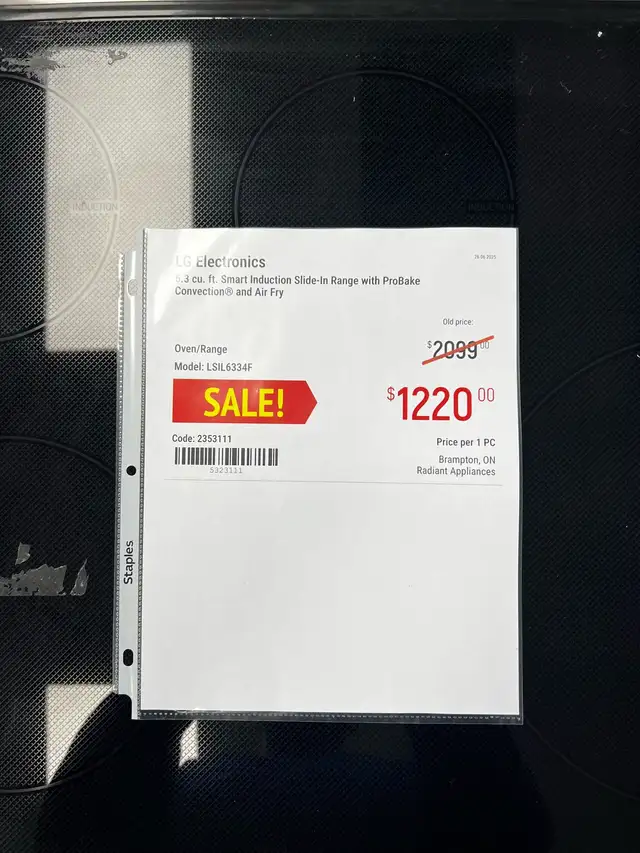 INDUCTION
INDUCTION
LG Electronics
6.3 cu. ft. Smart Induction Slide-In Range with ProBake
Convection® and Air Fry
Old price:
$2099 00
Oven/Range
Model: LSIL6334F
SALE!
$1220 00
Code: 2353111
5323111
Price per 1 PC
Brampton, ON
Radiant Appliances
Staples